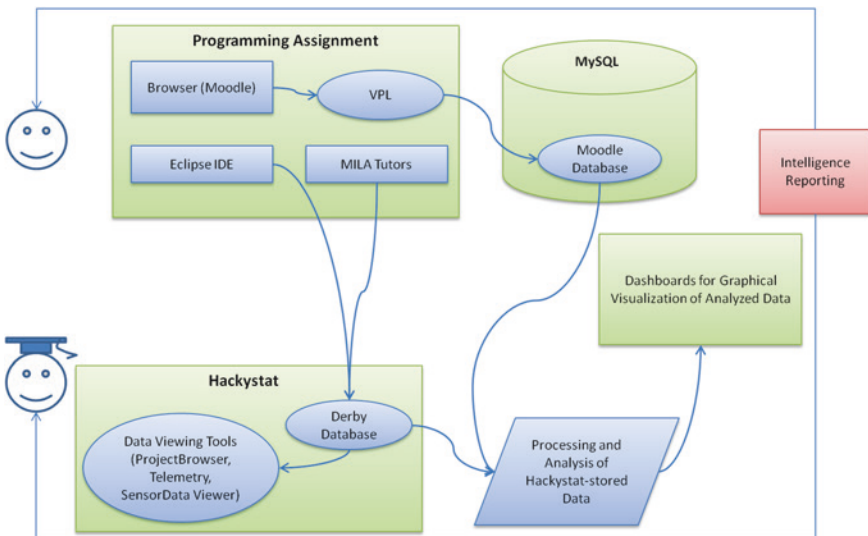 Programming Assignment
Browser (Moodle)
VPL
Eclipse IDE
MILA Tutors
MySQL
Moodle
Database
Intelligence
Reporting
Dashboards for Graphical
Visualization of Analyzed Data
Hackystat
Derby
Database
Data Viewing Tools
(ProjectBrowser,
Telemetry,
SensorData Viewer)
Processing and
Analysis of
Hackystat-stored
Data